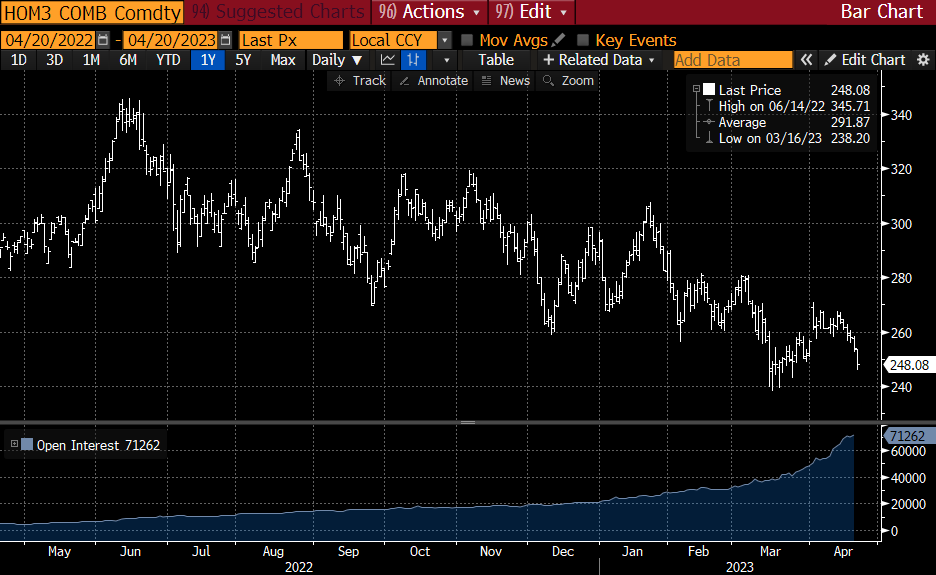 HOM3 COMB Comdty 94) Suggested Charts 96) Actions 97) Edit Bar Chart
04/20/2022 - 04/20/2023 Last Px Local CCY Mov Avgs Key Events
1D 3D 1M 6M YTD 1Y 5Y Max Daily ▼ Table + Related Data Add Data « Edit Chart
Track Annotate News Zoom
Last Price 248.08
High on 06/14/22 345.71
Average 291.87
Low on 03/16/23 238.20
340
320
300
280
260
248.08
240
Open Interest 71262
71262
60000
40000
20000
0
May Jun Jul Aug Sep Oct Nov Dec Jan Feb Mar Apr
2022 2023